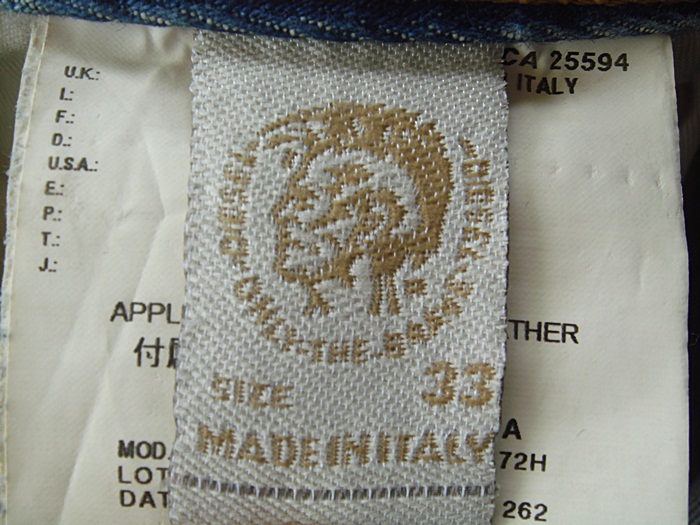 CA 25594
ITALY
U.K.:
I.:
F.:
D.:
U.S.A.:
E.:
P.:
T.:
J.:
DIESEL
DIESEL
ONLY-THE-BRAVE
APPL
THER
付
SIZE 33
MADE IN ITALY
A
MOD. 72H
LOT
DAT 262